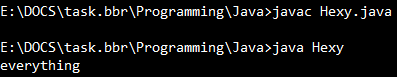 E:\DOCS\task.bbr\Programming\Java>javac Hexy.java
E:\DOCS\task.bbr\Programming\Java>java Hexy
everything